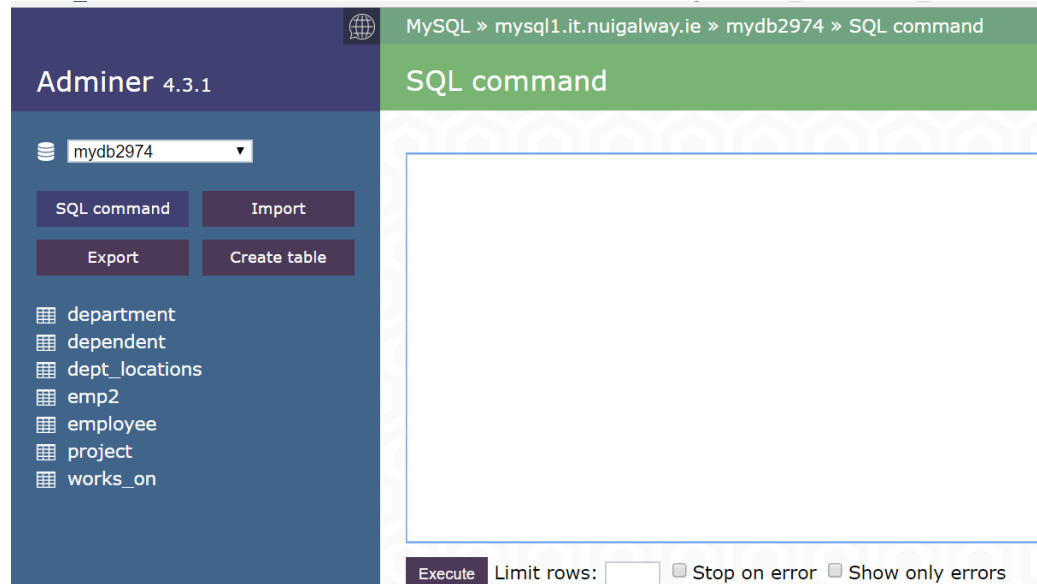 MySQL » mysql1.it.nuigalway.ie » mydb2974 » SQL command
Adminer 4.3.1
SQL command
mydb2974
SQL command Import
Export Create table
department
dependent
dept_locations
emp2
employee
project
works_on
Execute Limit rows: Stop on error Show only errors